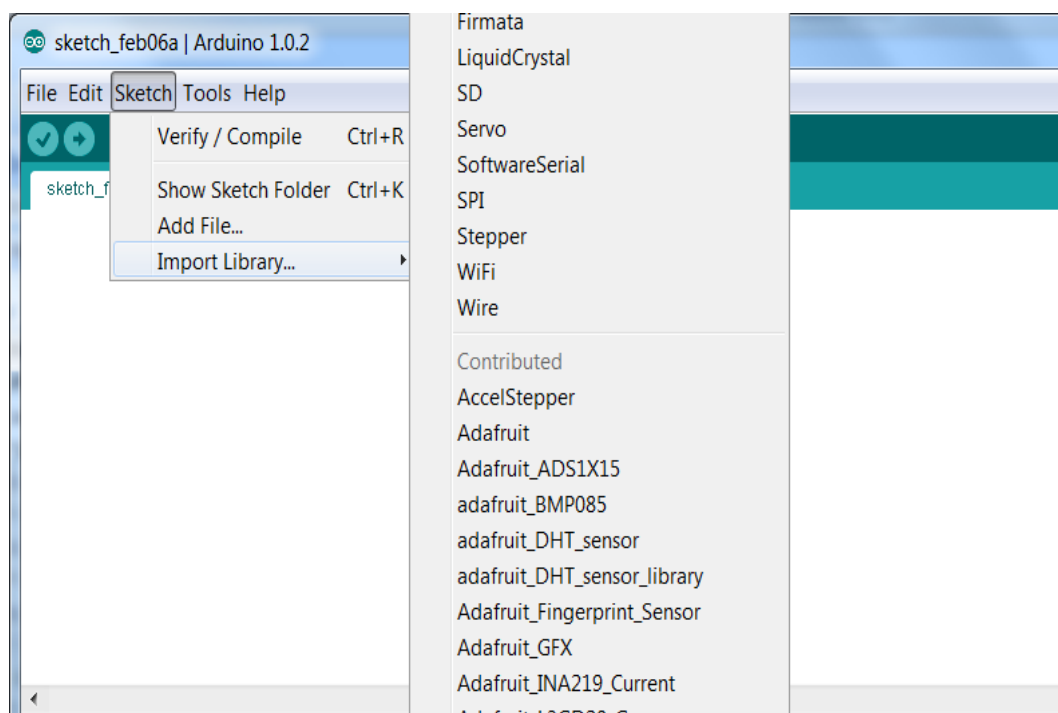 sketch_feb06a | Arduino 1.0.2
File Edit Sketch Tools Help
sketch_f
Verify / Compile Ctrl+R
Show Sketch Folder Ctrl+K
Add File...
Import Library...
Firmata
LiquidCrystal
SD
Servo
SoftwareSerial
SPI
Stepper
WiFi
Wire
Contributed
AccelStepper
Adafruit
Adafruit_ADS1X15
adafruit_BMP085
adafruit_DHT_sensor
adafruit_DHT_sensor_library
Adafruit_Fingerprint_Sensor
Adafruit_GFX
Adafruit_INA219_Current